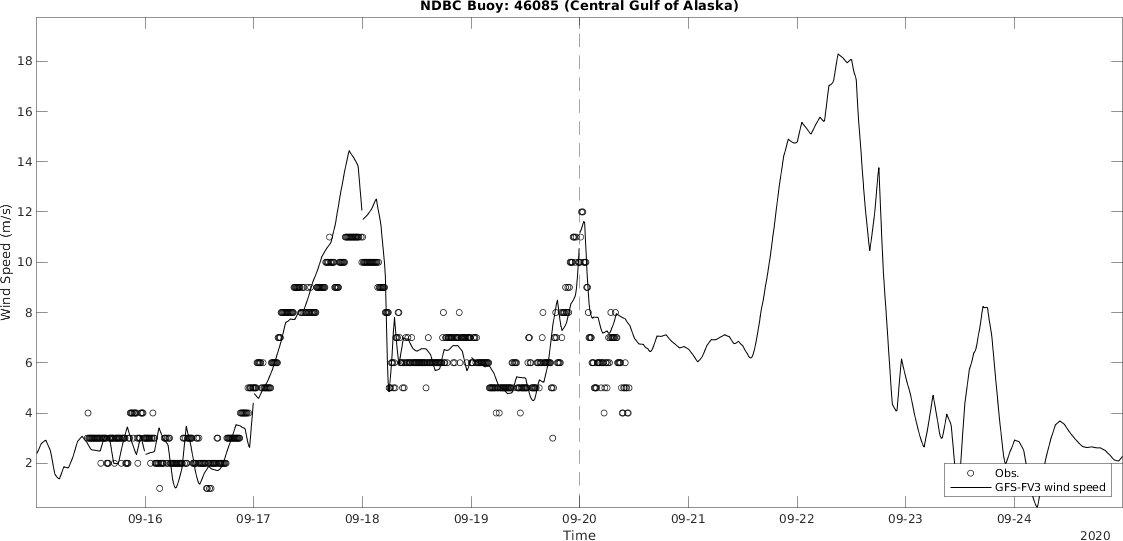 NDBC Buoy: 46085 (Central Gulf of Alaska)
Wind Speed (m/s)
18
16
14
12
10
8
6
4
2
Obs.
GFS-FV3 wind speed
09-16 09-17 09-18 09-19 09-20 09-21 09-22 09-23 09-24
Time
2020